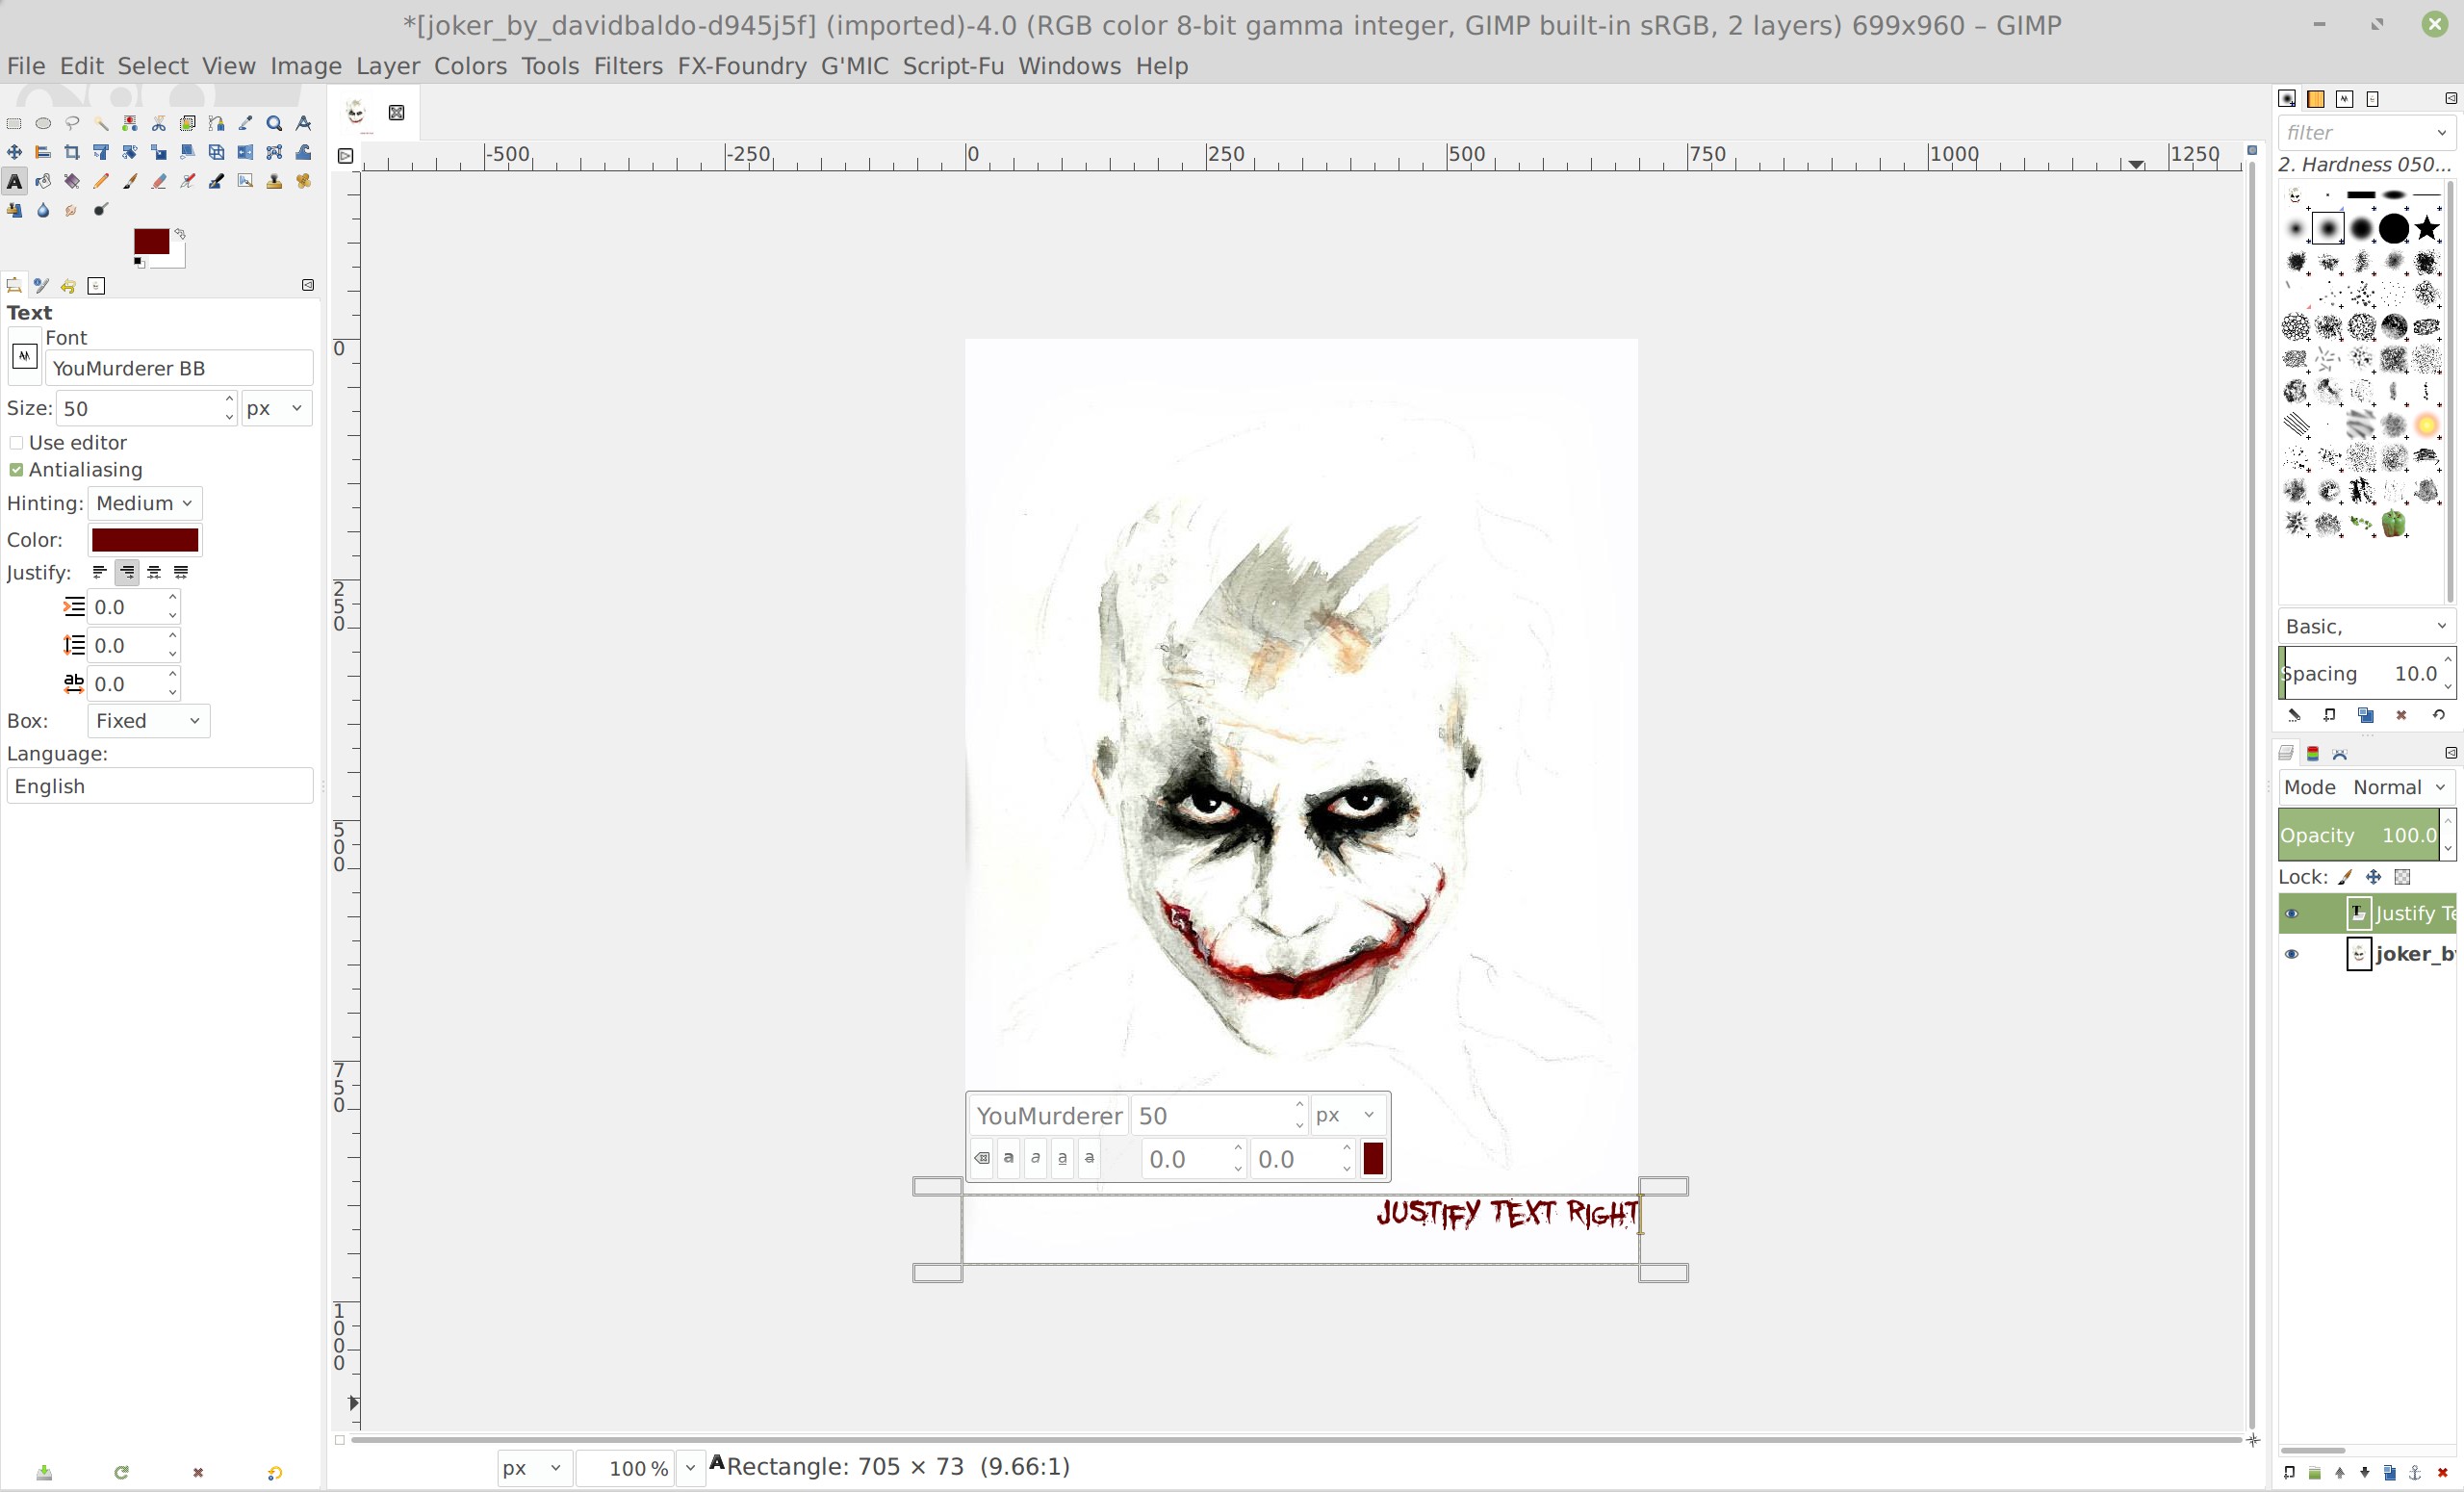 *[joker_by_davidbaldo-d945j5f] (imported)-4.0 (RGB color 8-bit gamma integer, GIMP built-in sRGB, 2 layers) 699x960 – GIMP
File Edit Select View Image Layer Colors Tools Filters FX-Foundry G'MIC Script-Fu Windows Help
-500 -250 0 250 500 750 1000 1250
filter
2. Hardness 050...
Text
Font
YouMurderer BB
Size: 50 px
Use editor
Antialiasing
Hinting: Medium
Color:
Justify:
0.0
0.0
ab 0.0
Box: Fixed
Language:
English
0
250
500
750
1000
YouMurderer 50 px
a a a a 0.0 0.0
JUSTIFY TEXT RIGHT
px 100 % Rectangle: 705 × 73 (9.66:1)
Basic,
Spacing 10.0
Mode Normal
Opacity 100.0
Lock:
Justify Te
joker_b